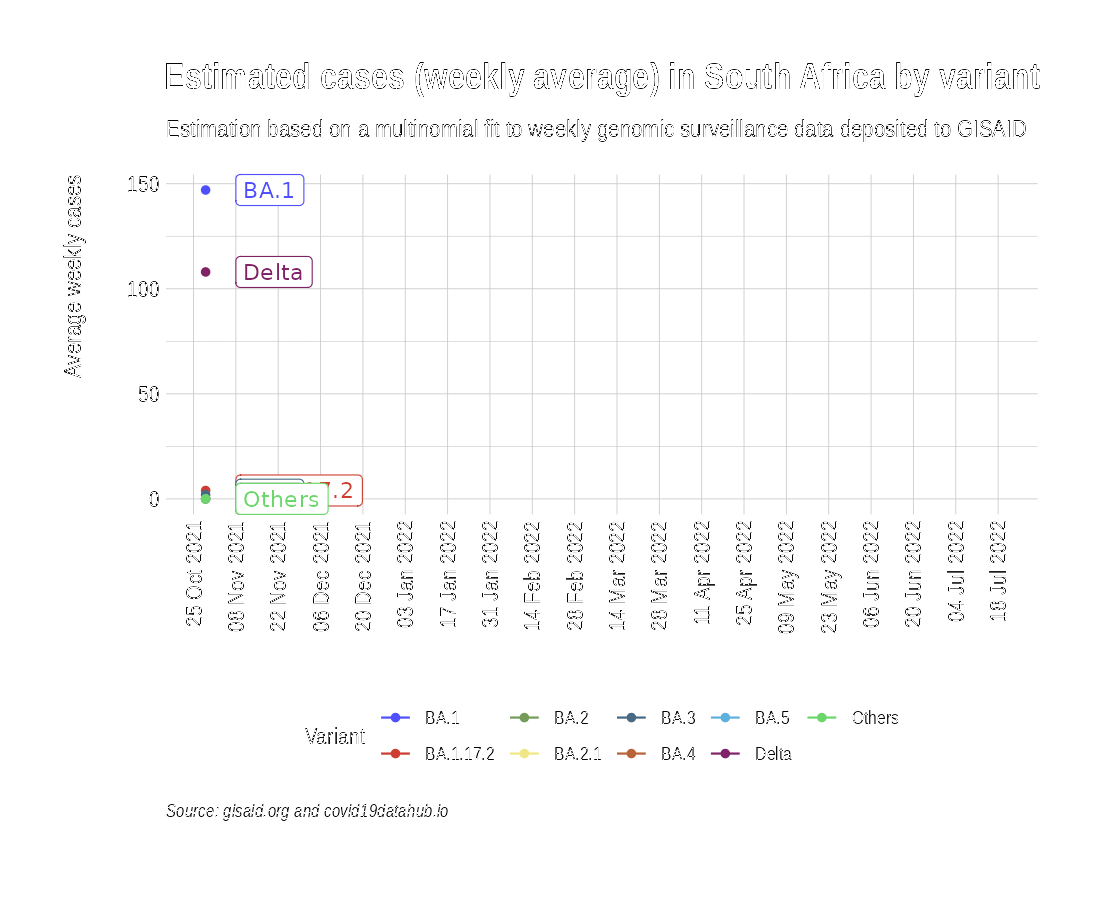 Estimated cases (weekly average) in South Africa by variant
Estimation based on a multinomial fit to weekly genomic surveillance data deposited to GISAID
Average weekly cases
150
100
50
0
BA.1
Delta
7.2
Others
25 Oct 2021
08 Nov 2021
22 Nov 2021
06 Dec 2021
20 Dec 2021
03 Jan 2022
17 Jan 2022
31 Jan 2022
14 Feb 2022
28 Feb 2022
14 Mar 2022
28 Mar 2022
11 Apr 2022
25 Apr 2022
09 May 2022
23 May 2022
06 Jun 2022
20 Jun 2022
04 Jul 2022
18 Jul 2022
Variant
BA.1 BA.2 BA.3 BA.5 Others
BA.1.17.2 BA.2.1 BA.4 Delta
Source: gisaid.org and covid19datahub.io